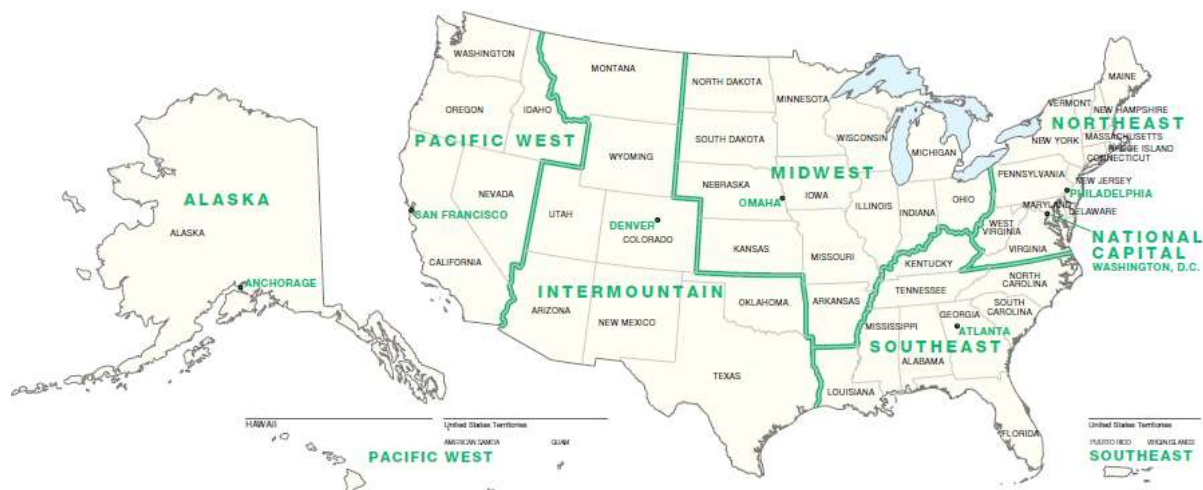 WASHINGTON
MONTANA
NORTH DAKOTA
MINNESOTA
MAINE
OREGON
IDAHO
VERMONT
NEW HAMPSHIRE
NORTHEAST
PACIFIC WEST
SOUTH DAKOTA
WISCONSIN
MICHIGAN
NEW YORK
MASSACHUSETTS
RHODE ISLAND
CONNECTICUT
WYOMING
MIDWEST
PENNSYLVANIA
NEW JERSEY
PHILADELPHIA
ALASKA
ALASKA
NEVADA
NEBRASKA
OMAHA
IOWA
ILLINOIS
INDIANA
OHIO
MARYLAND
DELAWARE
SAN FRANCISCO
UTAH
DENVER
COLORADO
WEST
VIRGINIA
VIRGINIA
NATIONAL
CAPITAL
WASHINGTON, D.C.
CALIFORNIA
KANSAS
MISSOURI
KENTUCKY
ANCHORAGE
INTERMOUNTAIN
ARIZONA
NEW MEXICO
OKLAHOMA
ARKANSAS
TENNESSEE
NORTH
CAROLINA
SOUTH
CAROLINA
MISSISSIPPI
GEORGIA
ATLANTA
SOUTHEAST
ALABAMA
TEXAS
LOUISIANA
FLORIDA
HAWAII
United States Territories
AMERICAN SAMOA
GUAM
PACIFIC WEST
United States Territories
PUERTO RICO
VIRGIN ISLANDS
SOUTHEAST